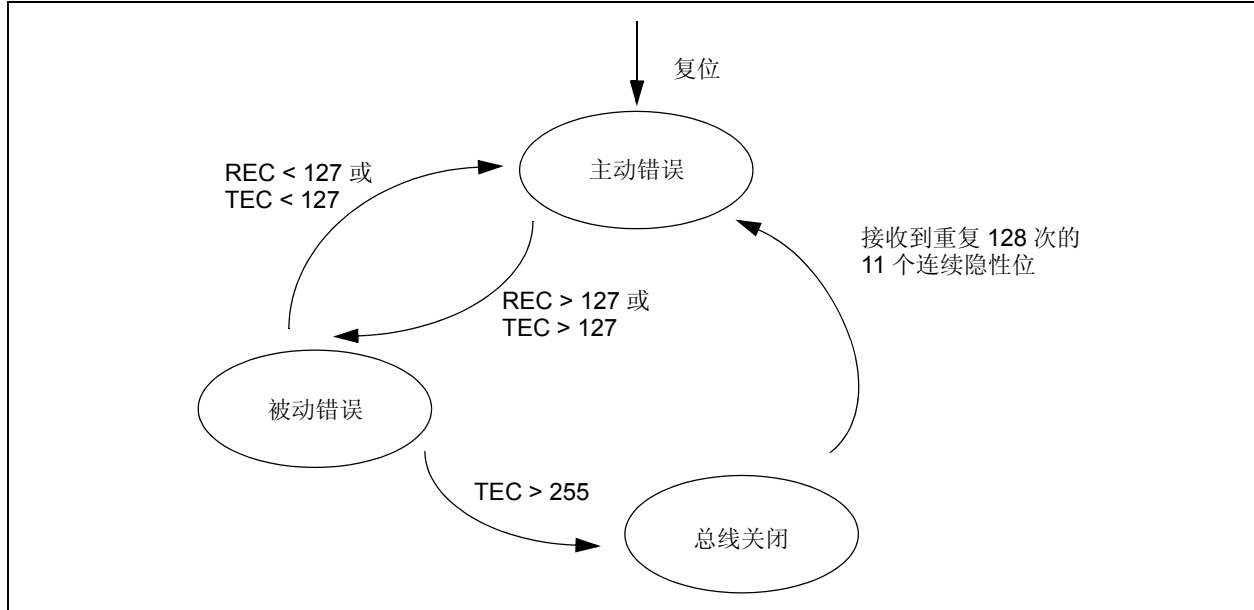 复位
主动错误
REC < 127 或
TEC < 127
接收到重复 128 次的
11 个连续隐性位
REC > 127 或
TEC > 127
被动错误
TEC > 255
总线关闭